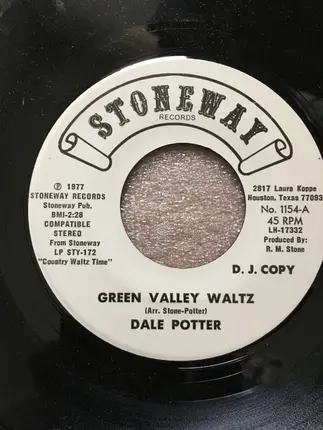 STONEWAY
RECORDS
℗ 1977
STONEWAY RECORDS
Stoneway Pub.
BMI-2:28
COMPATIBLE
STEREO
From Stoneway
LP STY-172
"Country Waltz Time"
2817 Laura Koppe
Houston, Texas 77093
No. 1154-A
45 RPM
LH-17332
Produced By:
R. M. Stone
D. J. COPY
GREEN VALLEY WALTZ
(Arr. Stone-Potter)
DALE POTTER